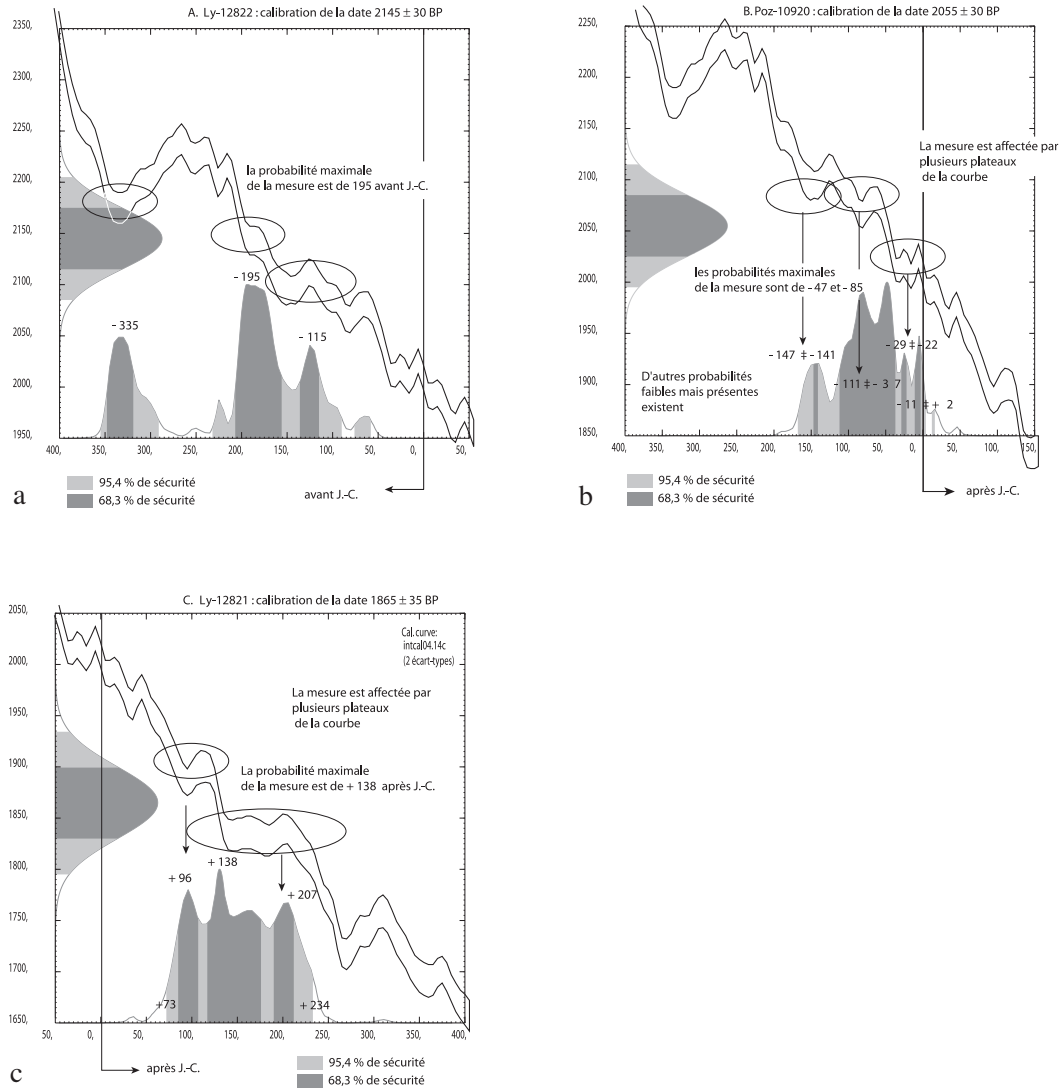 A. Ly-12822 : calibration de la date 2145 ± 30 BP
2350,
2300,
2250,
2200,
2150,
2100,
2050,
2000,
1950,
la probabilité maximale
de la mesure est de 195 avant J.-C.
- 335
- 195
- 115
400, 350, 300, 250, 200, 150, 100, 50, 0,
95,4 % de sécurité
68,3 % de sécurité
avant J.-C.
a
B. Poz-10920 : calibration de la date 2055 ± 30 BP
2250,
2200,
2150,
2100,
2050,
2000,
1950,
1900,
1850,
La mesure est affectée par
plusieurs plateaux
de la courbe
les probabilités maximales
de la mesure sont de - 47 et - 85
- 147 ‡ - 141
- 29 ‡ - 22
D'autres probabilités
faibles mais présentes
existent
- 111 ‡ - 3 7
- 11 ‡ + 2
400, 350, 300, 250, 200, 150, 100, 50, 0, 50, 100, 150,
95,4 % de sécurité
68,3 % de sécurité
après J.-C.
b
C. Ly-12821 : calibration de la date 1865 ± 35 BP
2050,
2000,
1950,
1900,
1850,
1800,
1750,
1700,
1650,
Cal. curve:
intcal04.14c
(2 écart-types)
La mesure est affectée par
plusieurs plateaux
de la courbe
La probabilité maximale
de la mesure est de + 138 après J.-C.
+ 138
+ 96
+ 207
+73
+ 234
50, 0, 50, 100, 150, 200, 250, 300, 350, 400,
après J.-C.
95,4 % de sécurité
68,3 % de sécurité
c